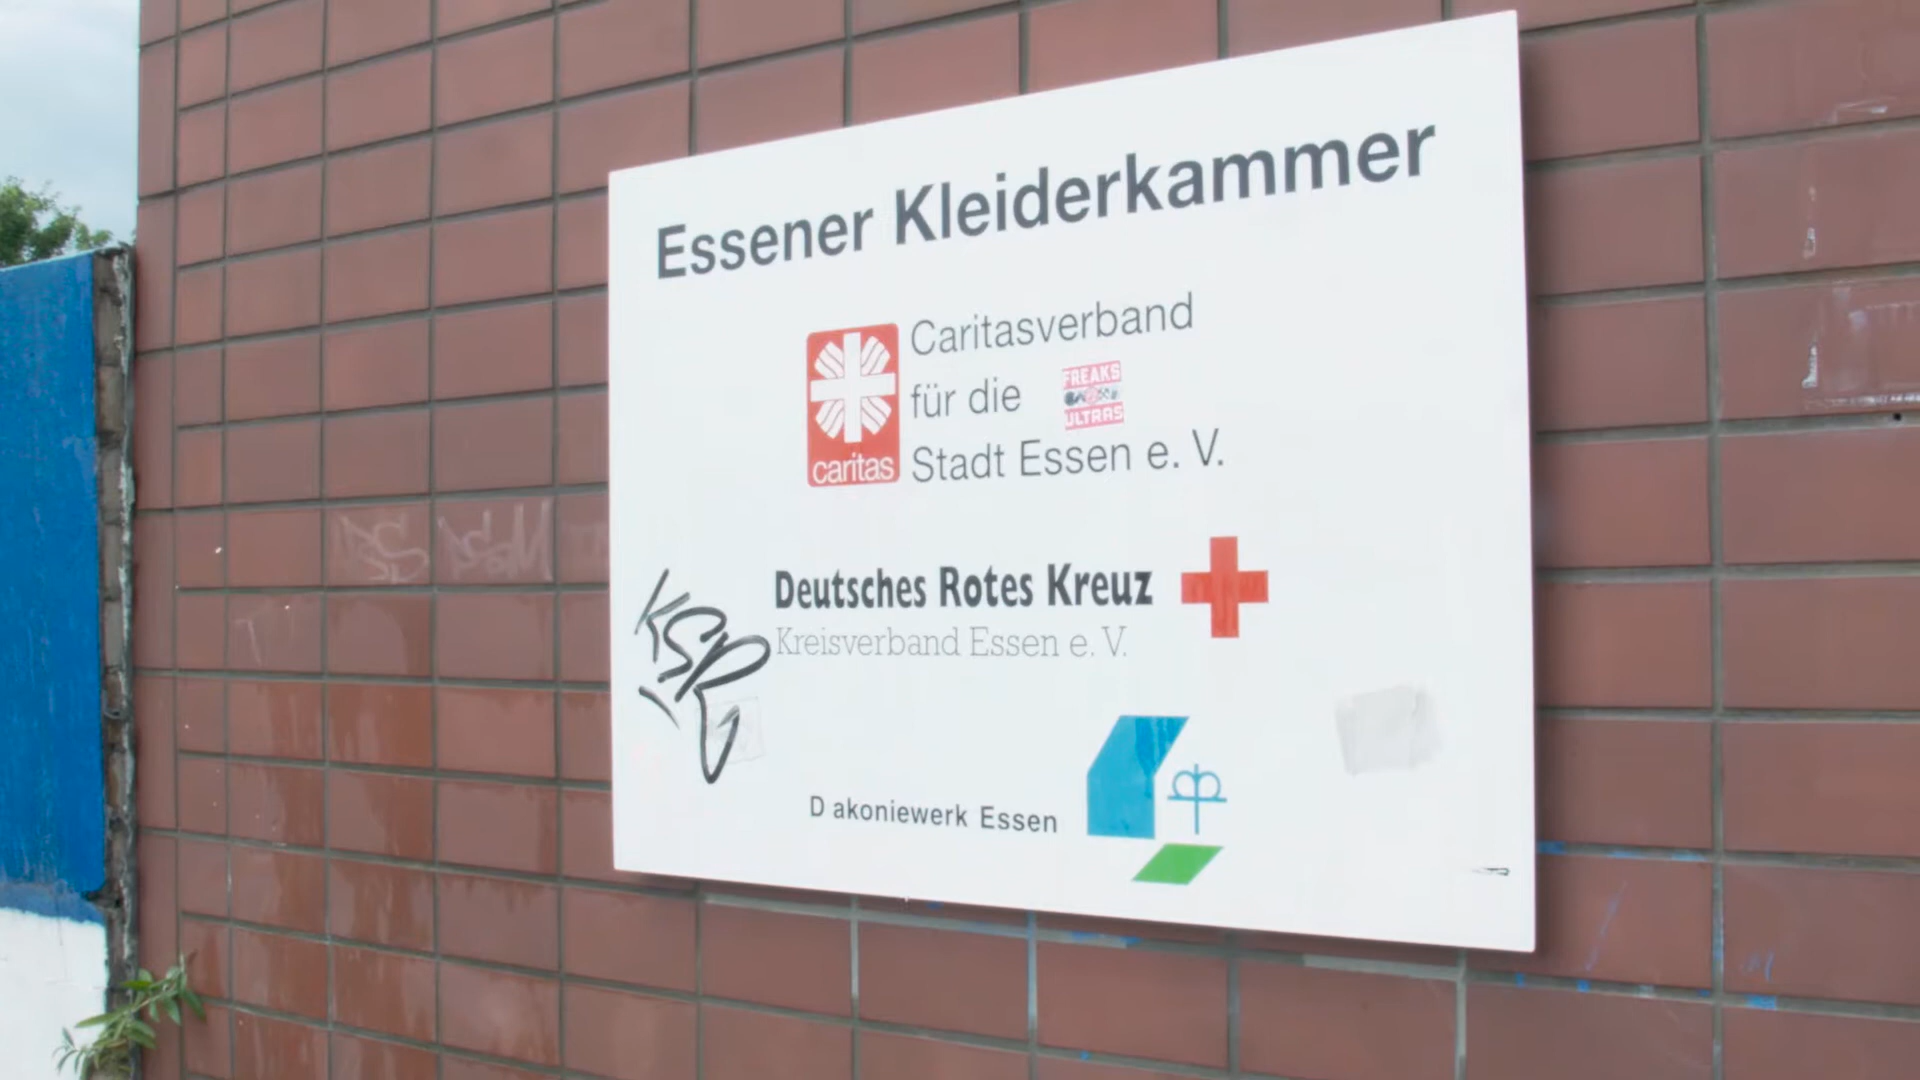 Essener Kleiderkammer
caritas
Caritasverband
für die
FREAKS
ULTRAS
Stadt Essen e. V.
Deutsches Rotes Kreuz
Kreisverband Essen e. V.
D akoniewerk Essen